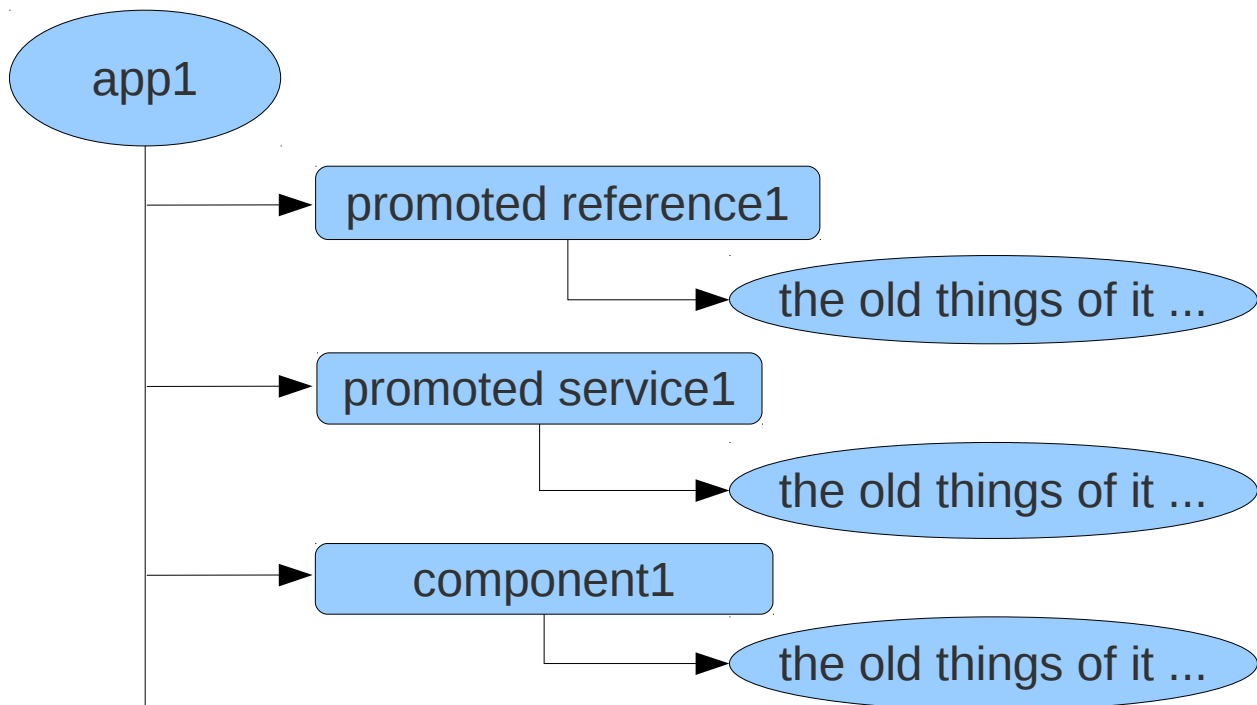 app1
promoted reference1
the old things of it ...
promoted service1
the old things of it ...
component1
the old things of it ...